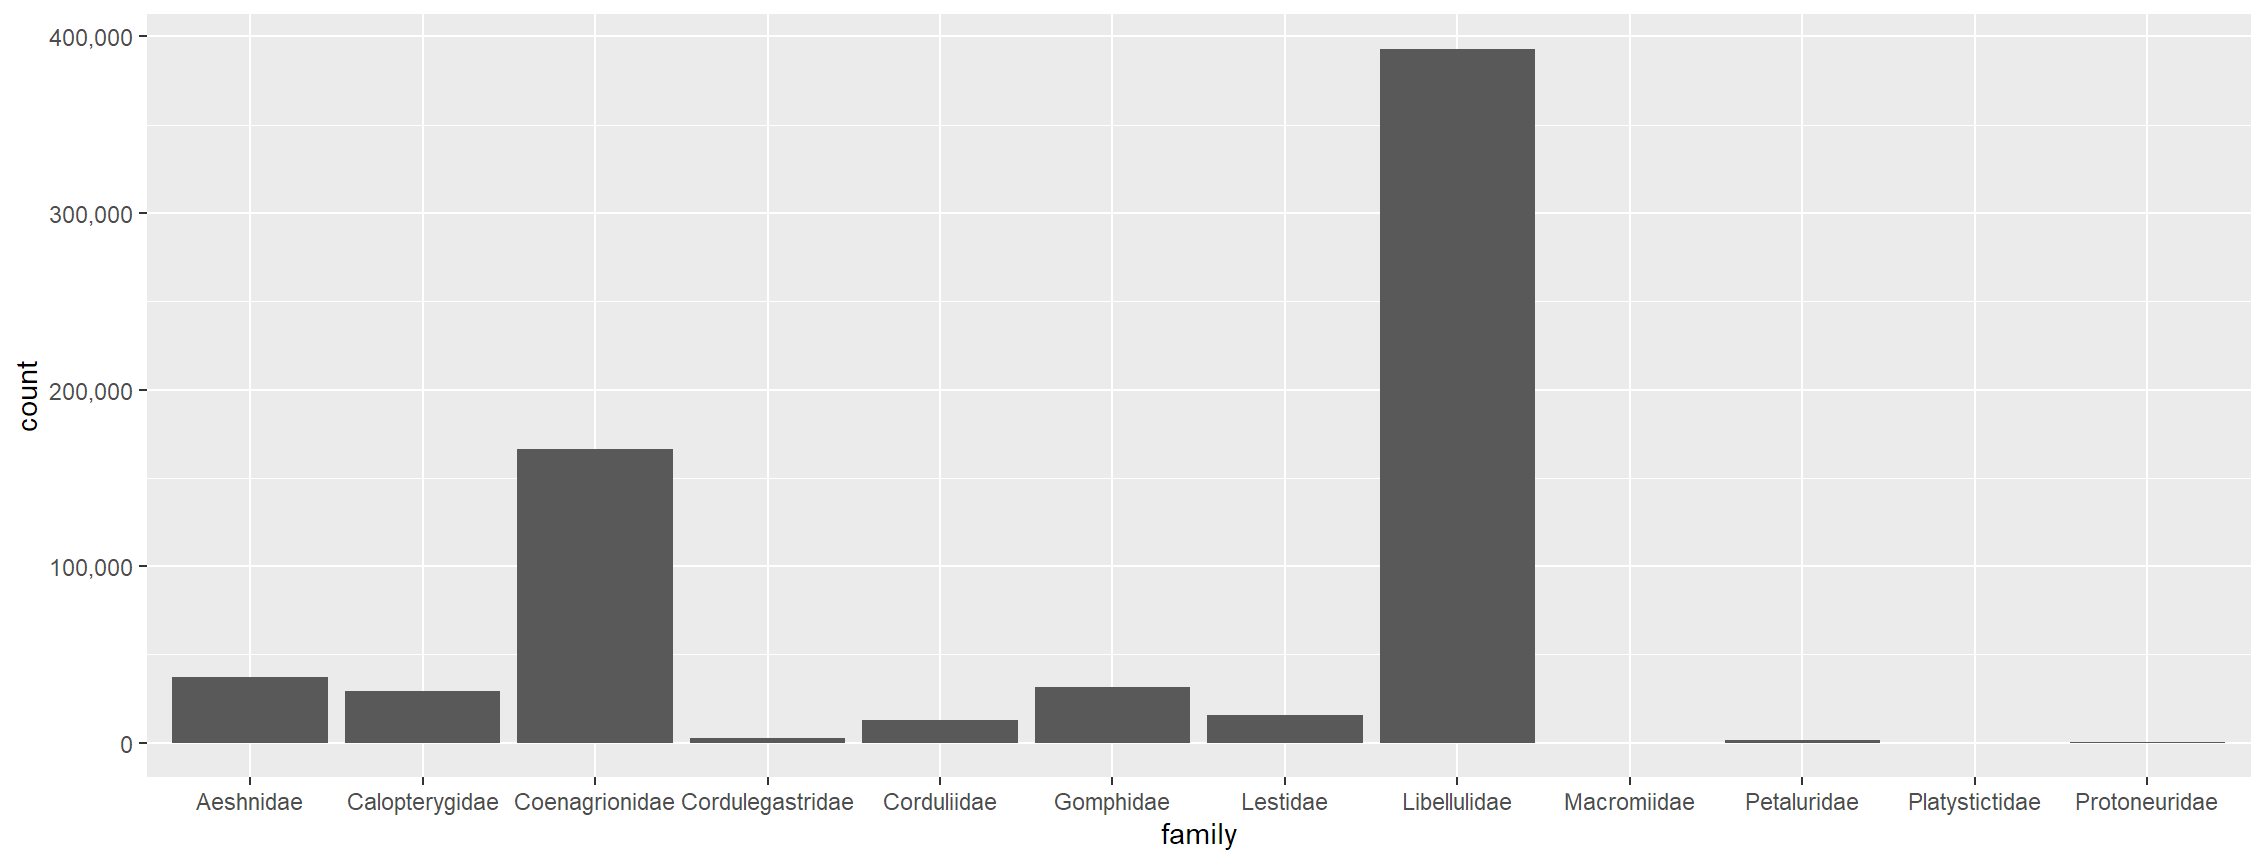 400,000
300,000
200,000
100,000
0
count
Aeshnidae Calopterygidae Coenagrionidae Cordulegastridae Corduliidae Gomphidae Lestidae Libellulidae Macromiidae Petaluridae Platystictidae Protoneuridae
family